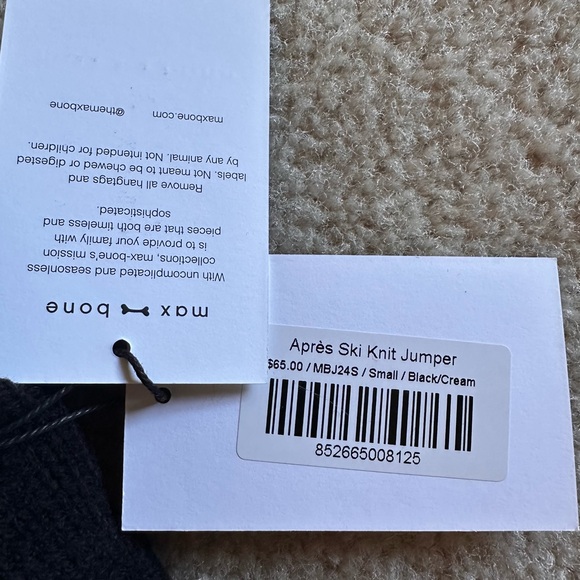 max bone
With uncomplicated and seasonless
collections, max-bone's mission
is to provide your family with
pieces that are both timeless and
sophisticated.
Remove all hangtags and
labels. Not meant to be chewed or digested
by any animal. Not intended for children.
maxbone.com @themaxbone
Après Ski Knit Jumper
$65.00 / MBJ24S / Small / Black/Cream
852665008125